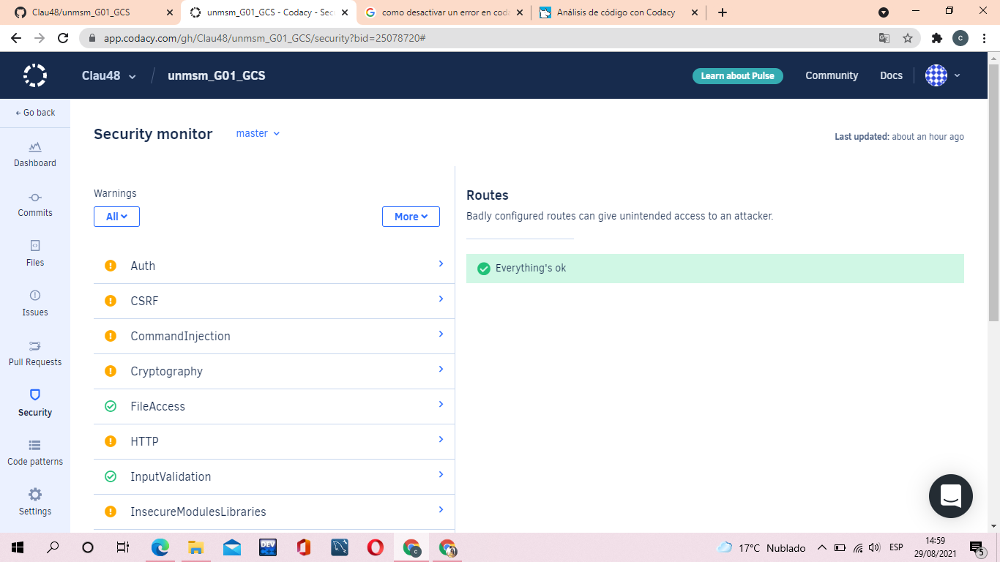 Clau48/unmsm_G01_GCS
unmsm_G01_GCS - Codacy - Sec
como desactivar un error en coda
Análisis de código con Codacy
app.codacy.com/gh/Clau48/unmsm_G01_GCS/security?bid=25078720#
c
Clau48 / unmsm_G01_GCS
Learn about Pulse
Community
Docs
← Go back
Dashboard
Commits
Files
Issues
Pull Requests
Security
Code patterns
Settings
Security monitor
master
Last updated: about an hour ago
Warnings
All
More
Auth
CSRF
CommandInjection
Cryptography
FileAccess
HTTP
InputValidation
InsecureModulesLibraries
Routes
Badly configured routes can give unintended access to an attacker.
Everything's ok
DEV
c
17°C Nublado
ESP
14:59
29/08/2021
5